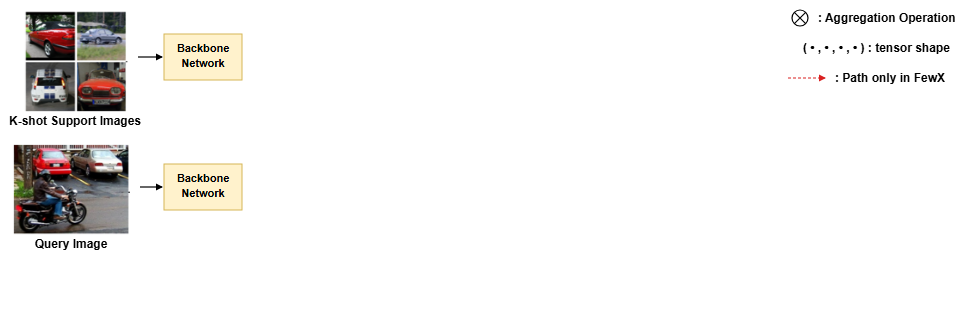 Backbone
Network
K-shot Support Images
Backbone
Network
Query Image
: Aggregation Operation
( •, •, •, • ) : tensor shape
: Path only in FewX